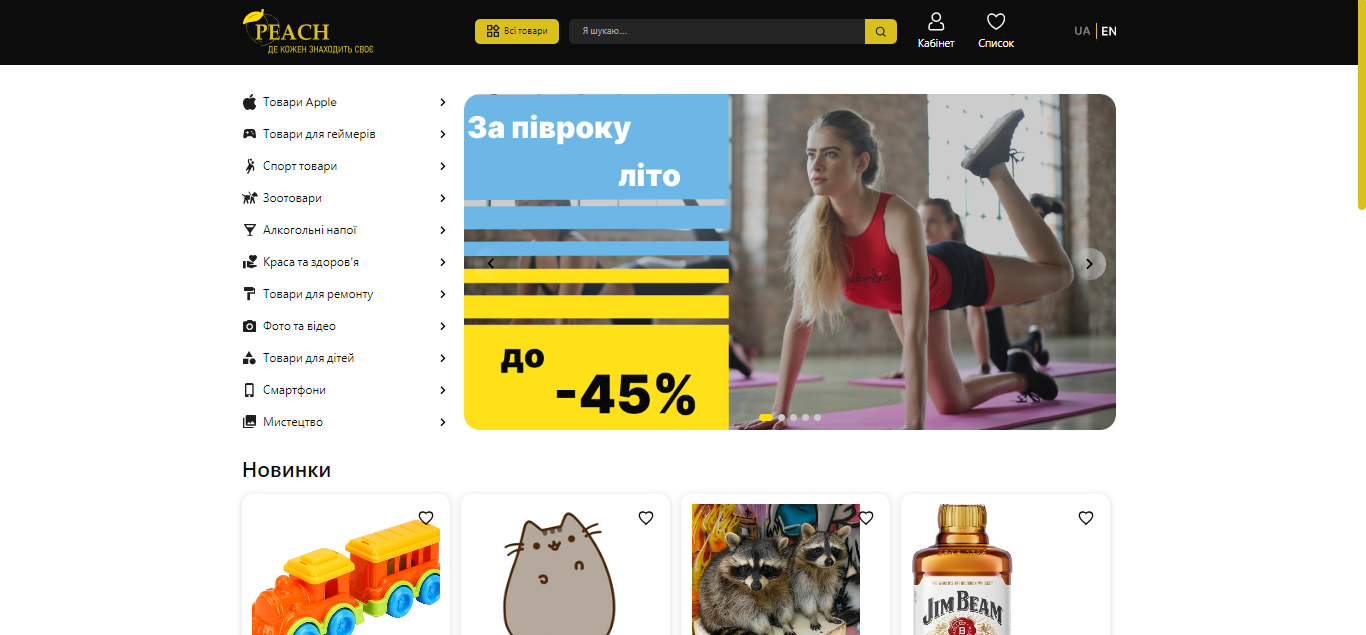 PEACH
ДЕ КОЖЕН ЗНАХОДИТЬ СВОЄ
Всі товари
Я шукаю...
Кабінет
Список
UA
EN
Товари Apple
Товари для геймерів
Спорт товари
Зоотовари
Алкогольні напої
Краса та здоров'я
Товари для ремонту
Фото та відео
Товари для дітей
Смартфони
Мистецтво
За півроку
літо
до
-45%
Новинки
JIM BEAM